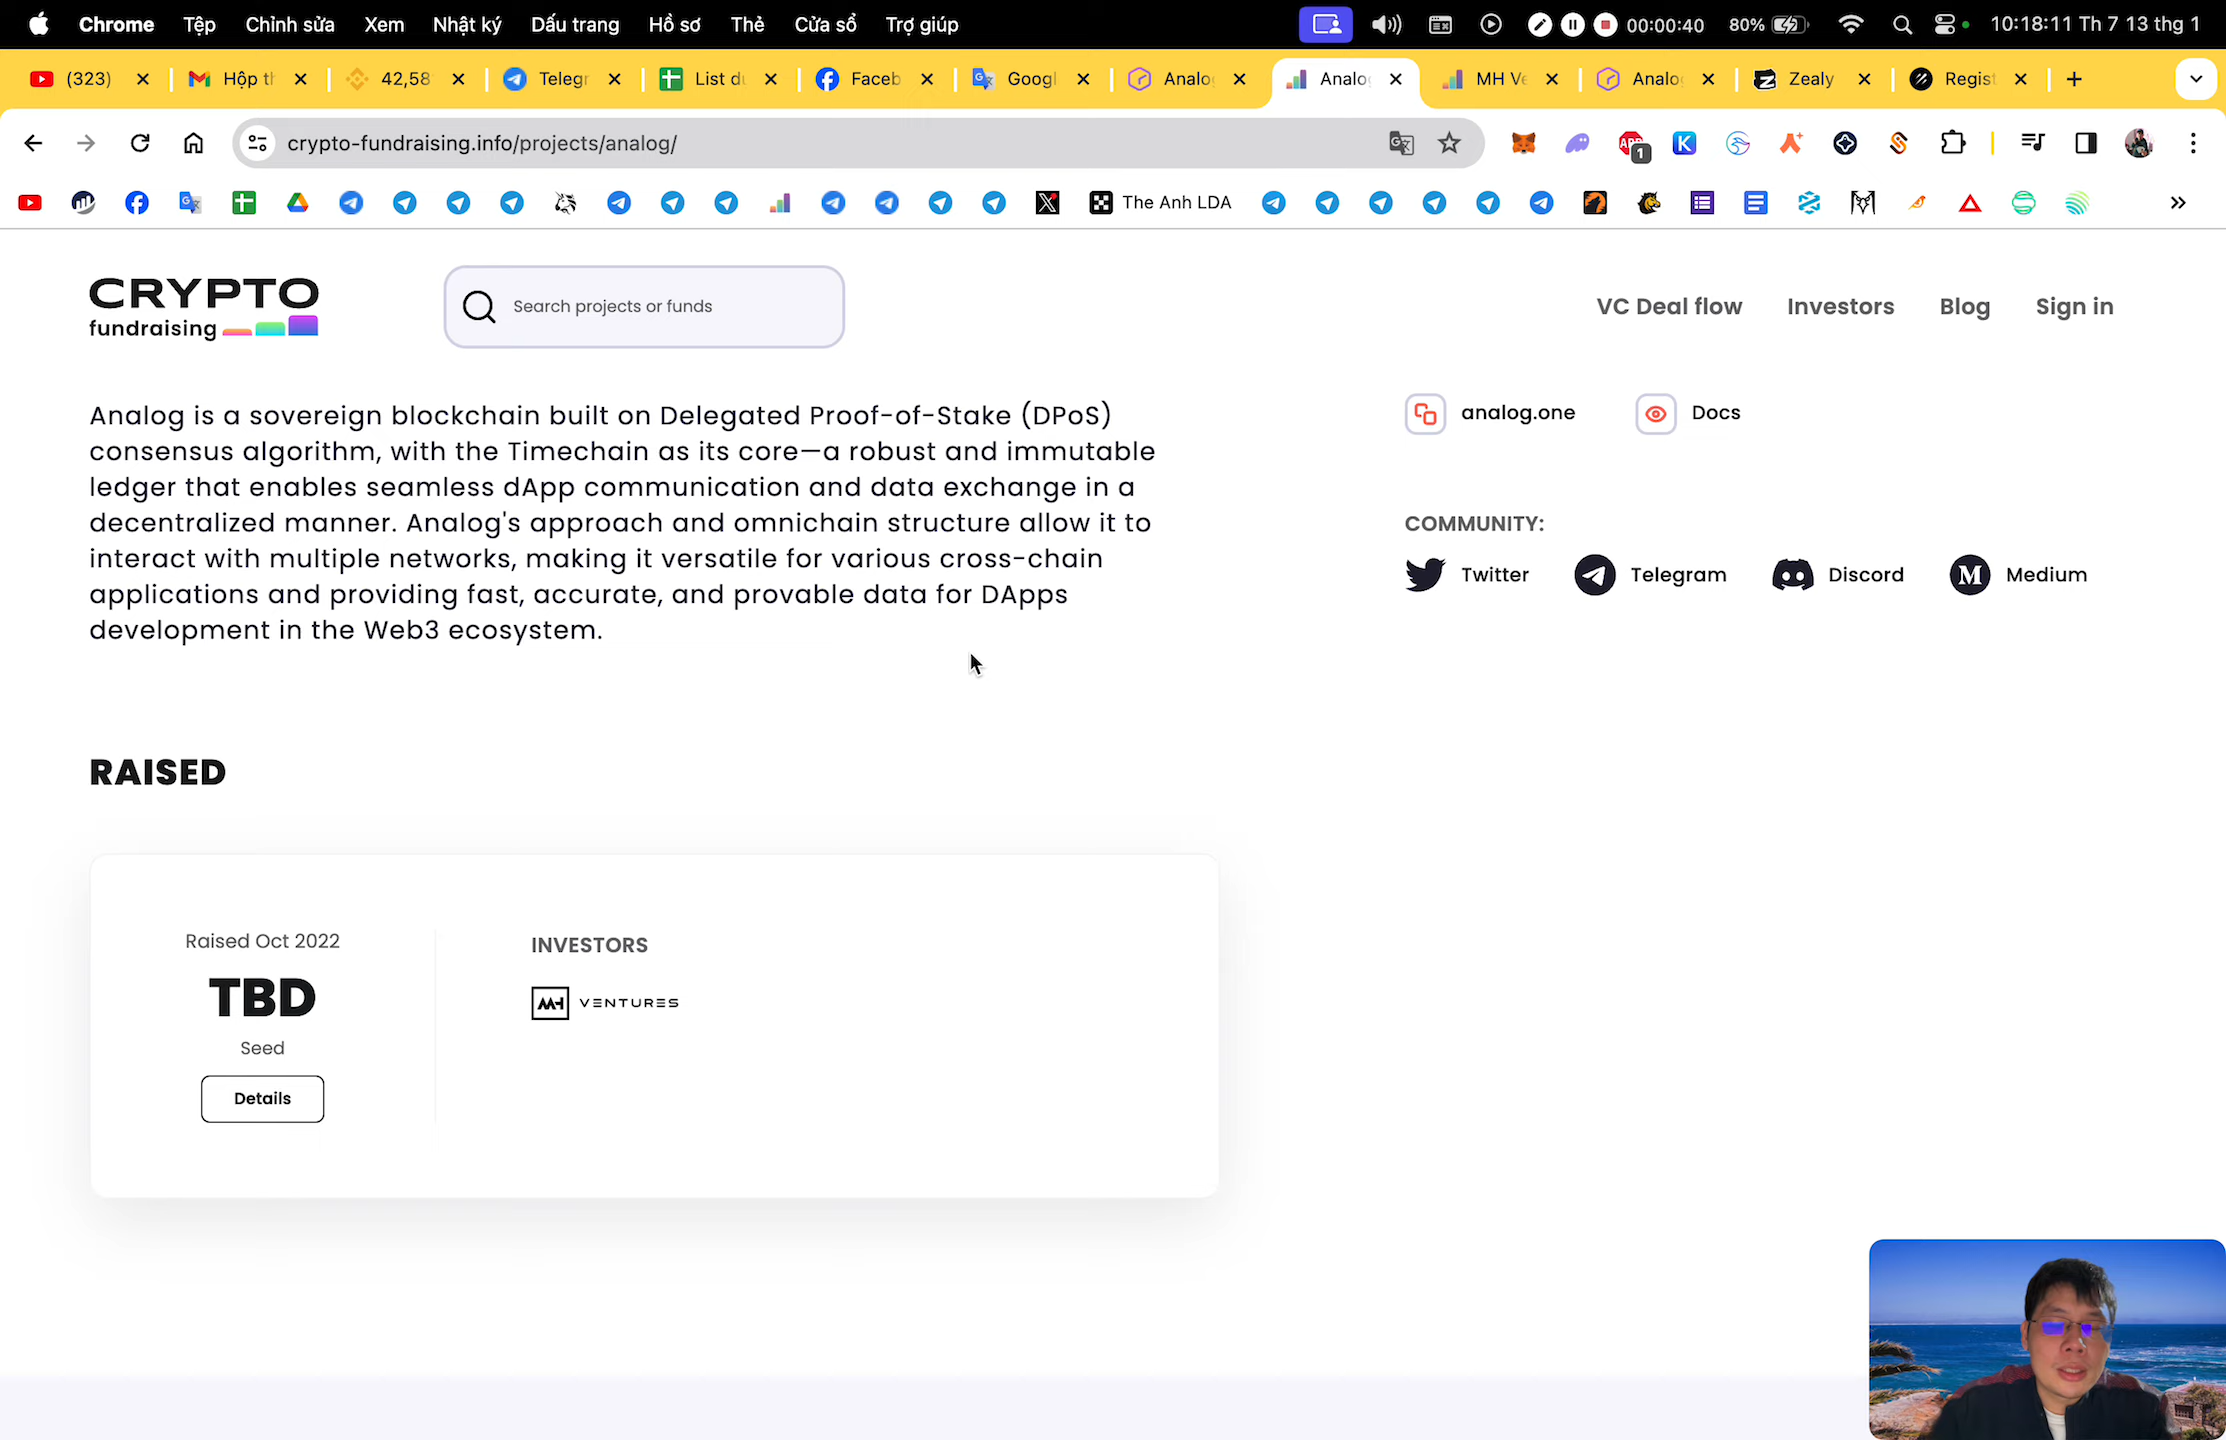 Chrome Tệp Chỉnh sửa Xem Nhật ký Dấu trang Hồ sơ Thẻ Cửa sổ Trợ giúp 00:00:40 80% 10:18:11 Th 7 13 thg 1
(323) Hộp th 42,58 Telegr List dự Faceb Googl Analo Analo MH Ve Analo Zealy Regist
crypto-fundraising.info/projects/analog/ 1
The Anh LDA
CRYPTO
fundraising
Search projects or funds
VC Deal flow Investors Blog Sign in
Analog is a sovereign blockchain built on Delegated Proof-of-Stake (DPoS)
consensus algorithm, with the Timechain as its core—a robust and immutable
ledger that enables seamless dApp communication and data exchange in a
decentralized manner. Analog's approach and omnichain structure allow it to
interact with multiple networks, making it versatile for various cross-chain
applications and providing fast, accurate, and provable data for DApps
development in the Web3 ecosystem.
analog.one Docs
COMMUNITY:
Twitter Telegram Discord Medium
RAISED
Raised Oct 2022
TBD
Seed
Details
INVESTORS
MH VENTURES